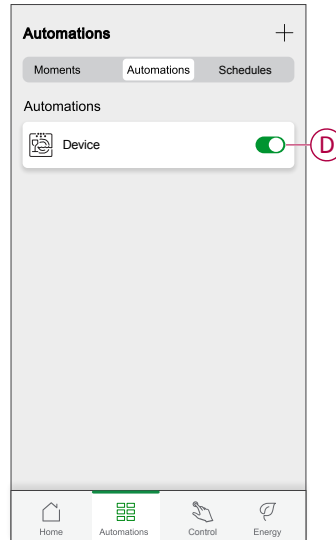 Automations
Moments Automations Schedules
Automations
Device
D
Home Automations Control Energy